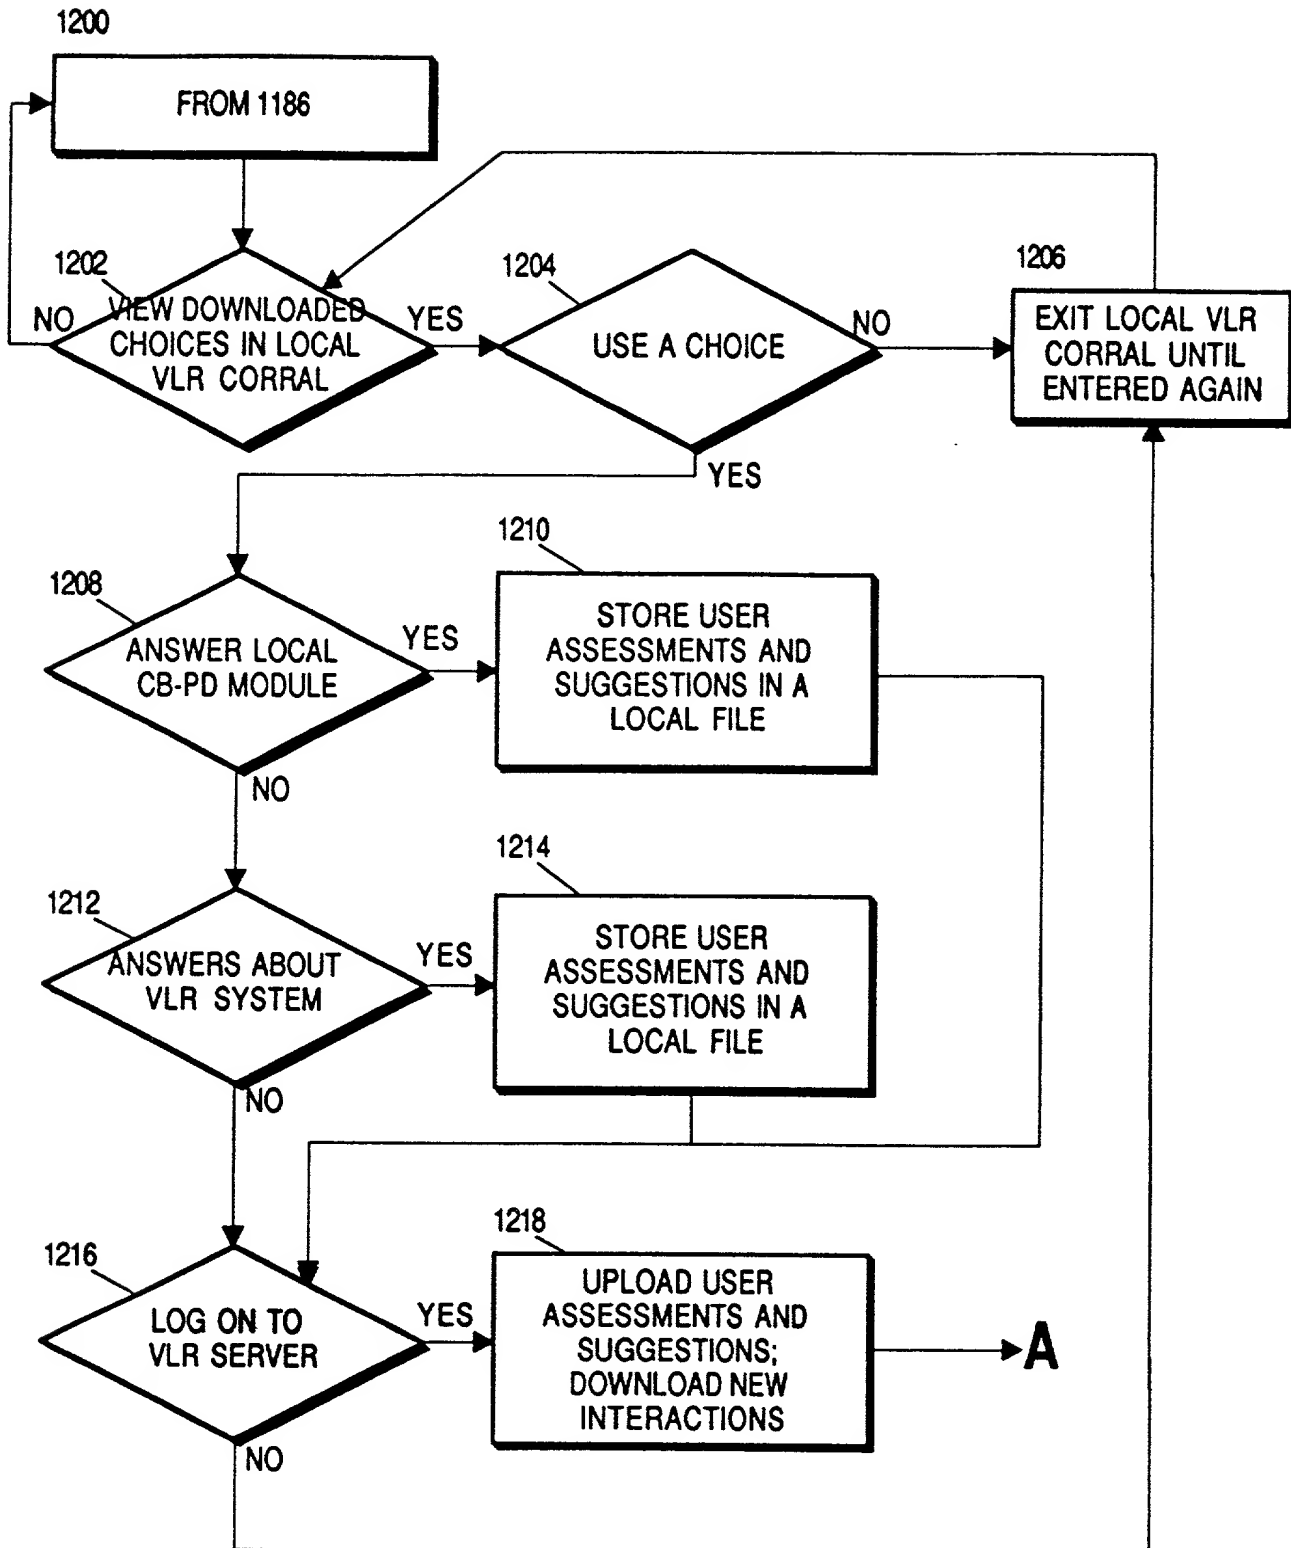 1200
FROM 1186
1202
VIEW DOWNLOADED
CHOICES IN LOCAL
VLR CORRAL
NO
YES
1204
USE A CHOICE
NO
YES
1206
EXIT LOCAL VLR
CORRAL UNTIL
ENTERED AGAIN
1208
ANSWER LOCAL
CB-PD MODULE
YES
NO
1210
STORE USER
ASSESSMENTS AND
SUGGESTIONS IN A
LOCAL FILE
1212
ANSWERS ABOUT
VLR SYSTEM
YES
NO
1214
STORE USER
ASSESSMENTS AND
SUGGESTIONS IN A
LOCAL FILE
1216
LOG ON TO
VLR SERVER
YES
NO
1218
UPLOAD USER
ASSESSMENTS AND
SUGGESTIONS;
DOWNLOAD NEW
INTERACTIONS
A